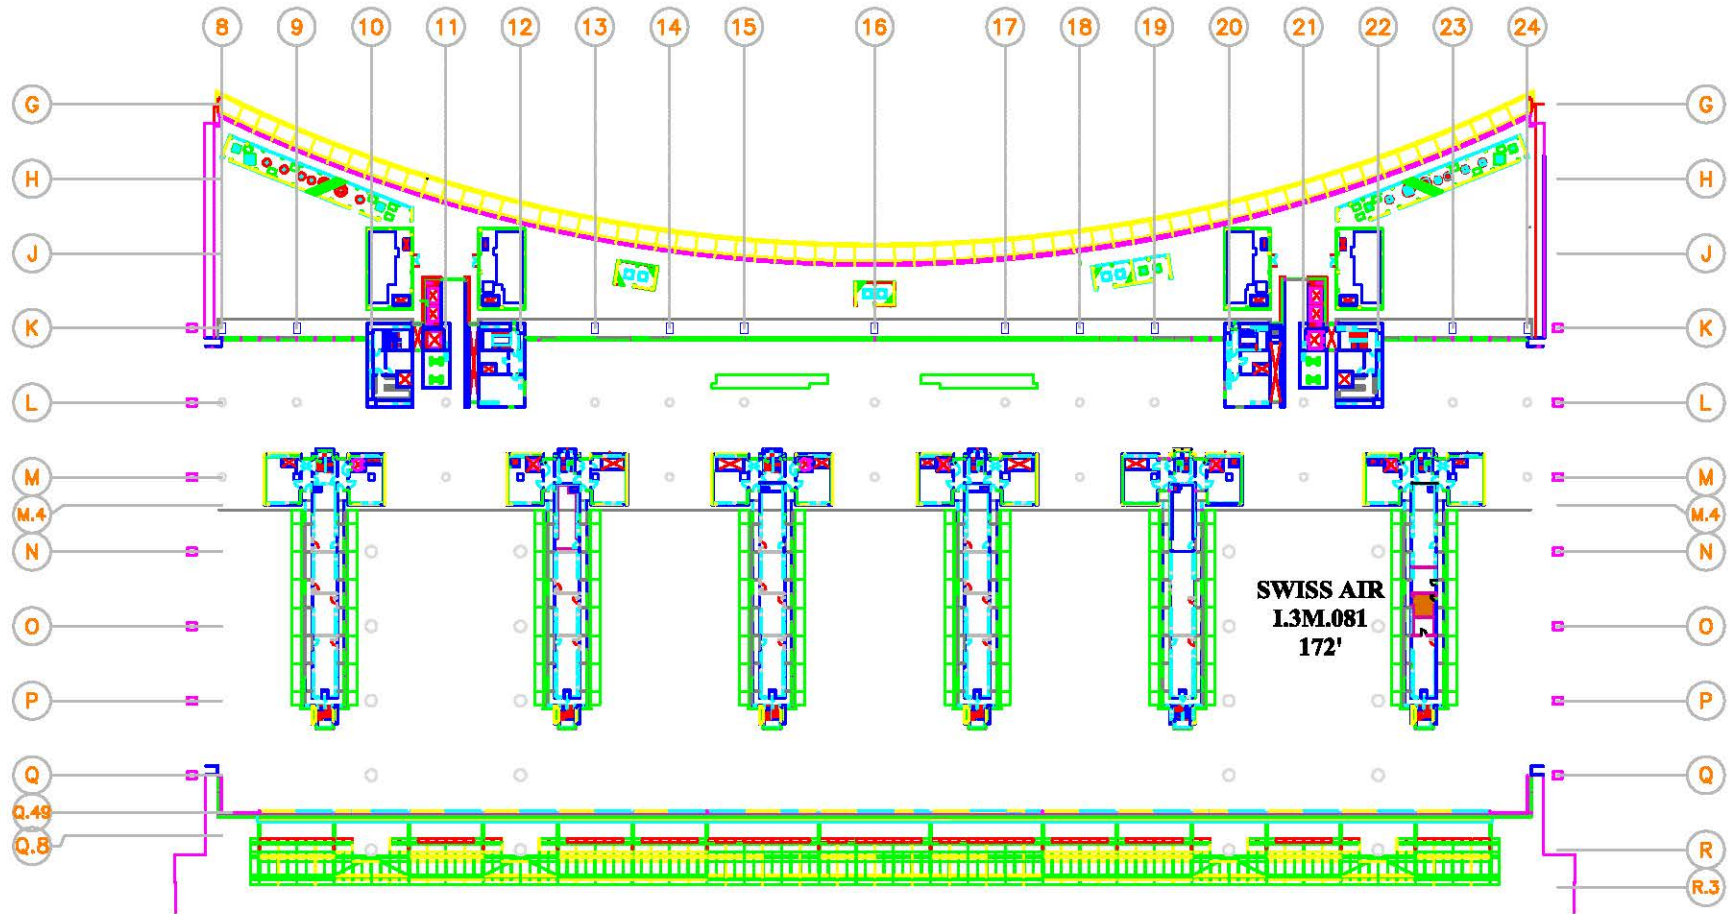 8 9 10 11 12 13 14 15 16 17 18 19 20 21 22 23 24
G G
H H
J J
K K
L L
M M
M.4 M.4
N N
SWISS AIR
1.3M.081
172'
O O
P P
Q Q
Q.49
Q.8 R
R.3